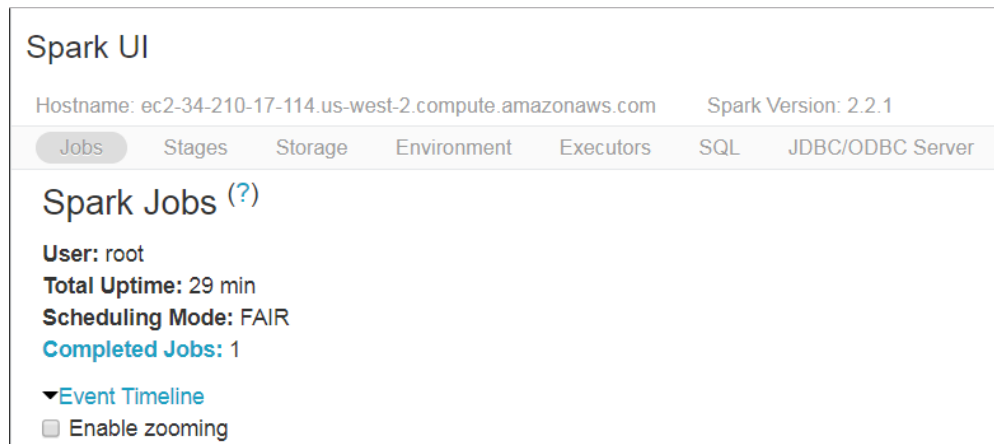 Spark UI
Hostname: ec2-34-210-17-114.us-west-2.compute.amazonaws.com Spark Version: 2.2.1
Jobs Stages Storage Environment Executors SQL JDBC/ODBC Server
Spark Jobs (?)
User: root
Total Uptime: 29 min
Scheduling Mode: FAIR
Completed Jobs: 1
▼Event Timeline
Enable zooming